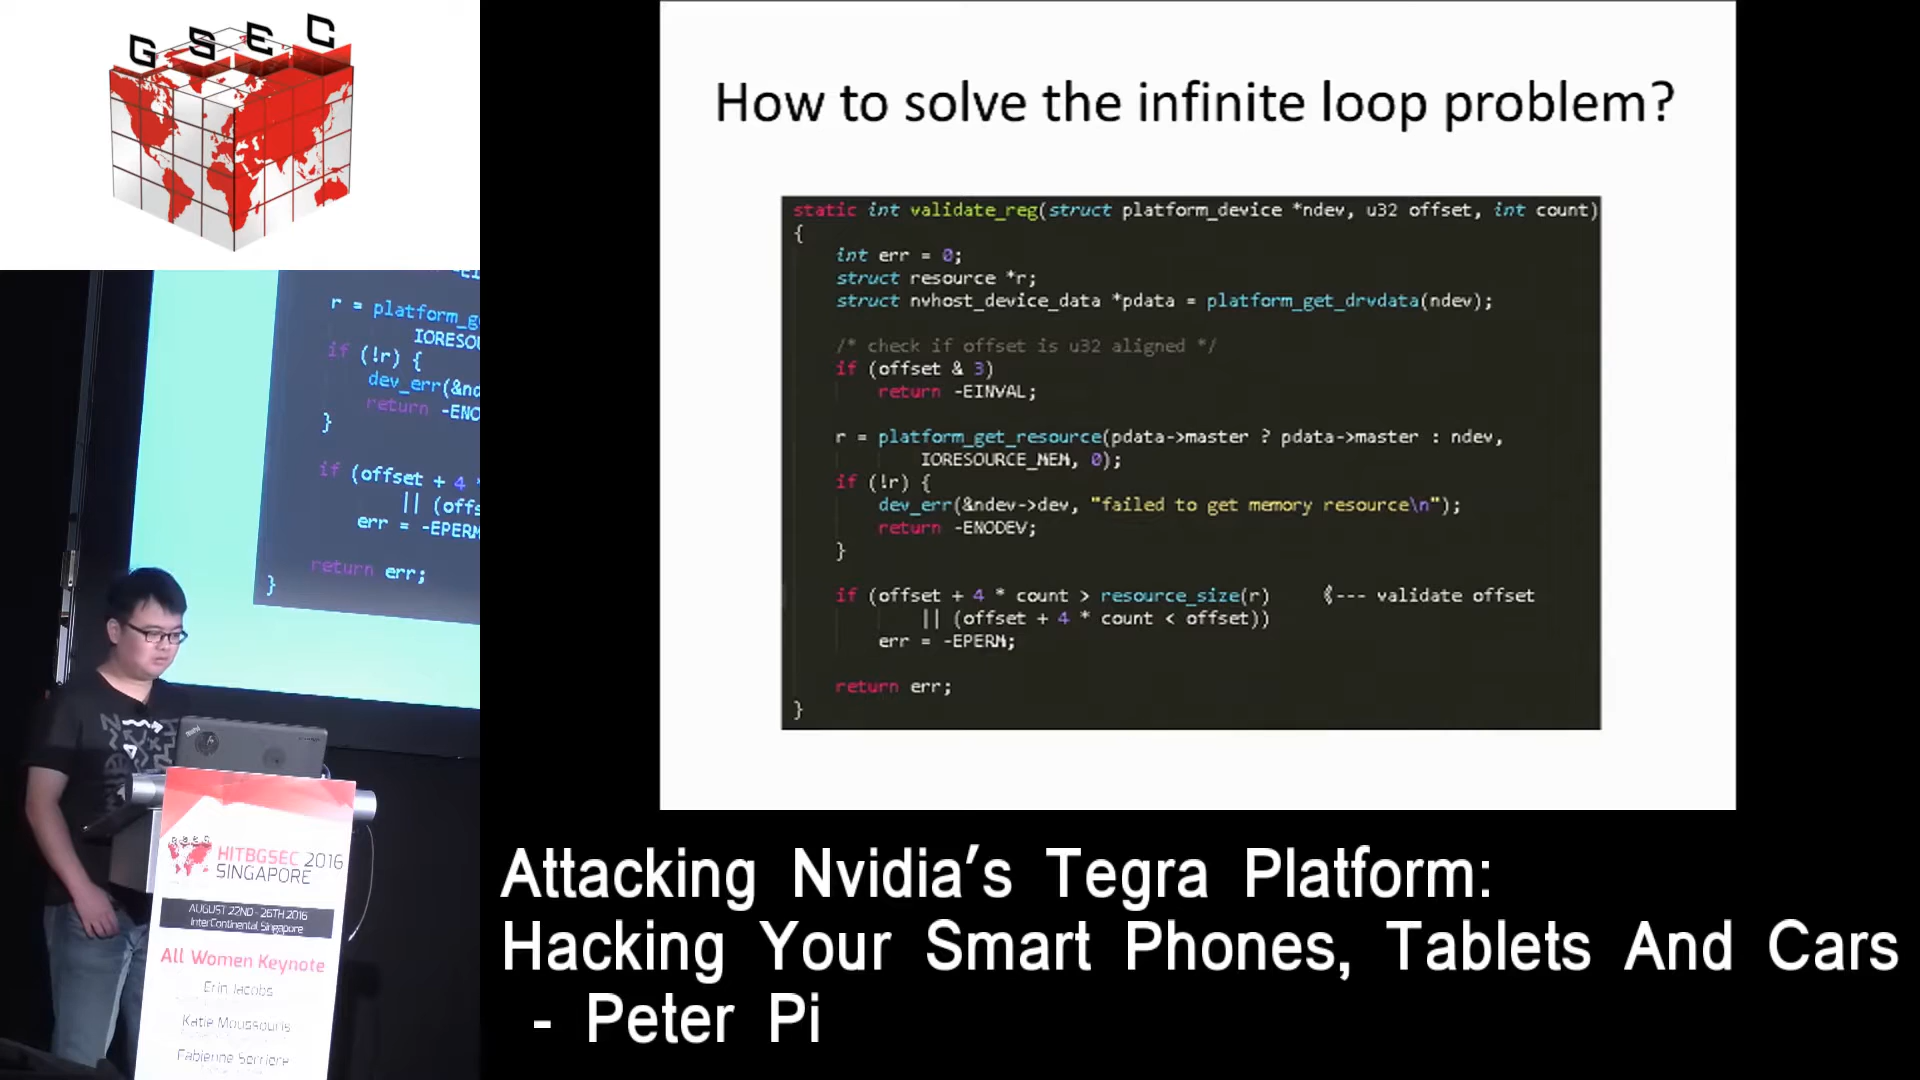 G S E C
How to solve the infinite loop problem?
static int validate_reg(struct platform_device *ndev, u32 offset, int count)
{
int err = 0;
struct resource *r;
struct nvhost_device_data *pdata = platform_get_drvdata(ndev);
/* check if offset is u32 aligned */
if (offset & 3)
return -EINVAL;
r = platform_get_resource(pdata->master ? pdata->master : ndev,
IORESOURCE_MEM, 0);
if (!r) {
dev_err(&ndev->dev, "failed to get memory resource\n");
return -ENODEV;
}
if (offset + 4 * count > resource_size(r) <--- validate offset
|| (offset + 4 * count < offset))
err = -EPERM;
return err;
}
r = platform_g
IORESOU
if (!r) {
dev_err(&nd
return -ENO
}
if (offset + 4 *
|| (offs
err = -EPERM
return err;
}
HITBGSEC 2016
SINGAPORE
AUGUST 22ND - 26TH 2016
InterContinental Singapore
All Women Keynote
Erin Jacobs
Katie Moussouris
Fabienne Serriere
Attacking Nvidia's Tegra Platform:
Hacking Your Smart Phones, Tablets And Cars
- Peter Pi